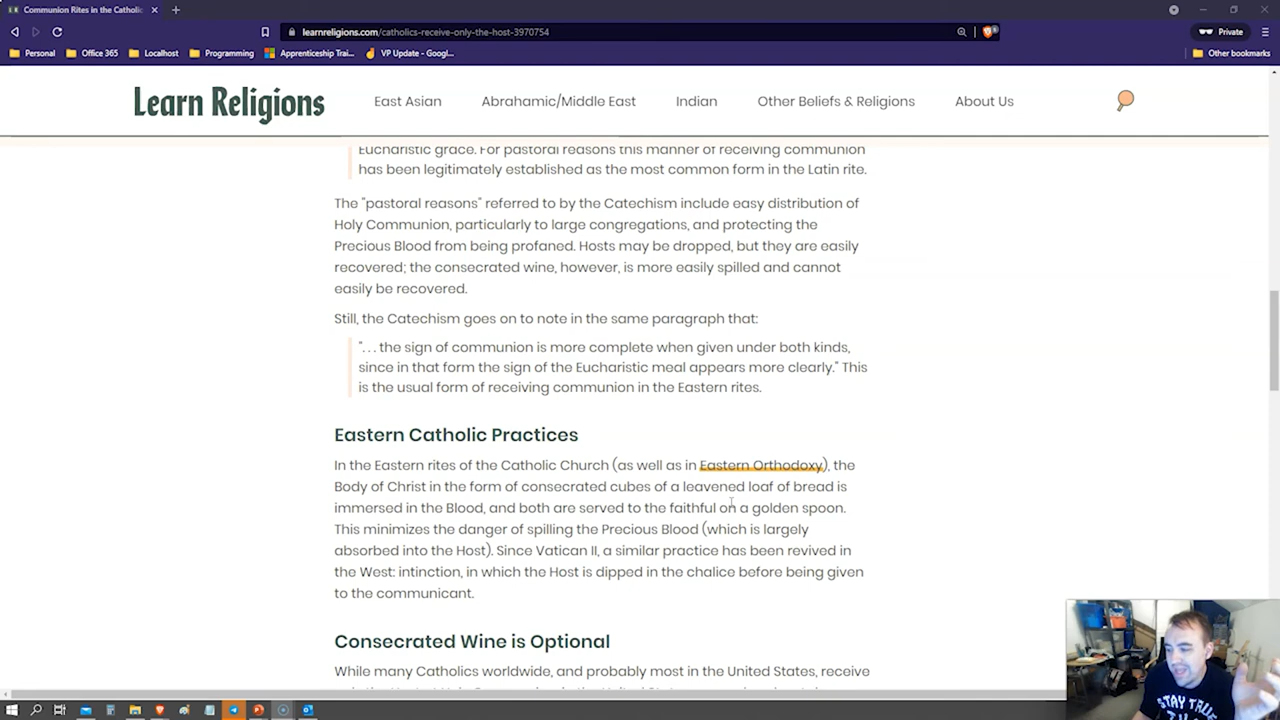 Communion Rites in the Catholic
learnreligions.com/catholics-receive-only-the-host-3970754
Private
Personal
Office 365
Localhost
Programming
Apprenticeship Trai...
VP Update - Googl...
Other bookmarks
Learn Religions
East Asian
Abrahamic/Middle East
Indian
Other Beliefs & Religions
About Us
Eucharistic grace. For pastoral reasons this manner of receiving communion
has been legitimately established as the most common form in the Latin rite.
The "pastoral reasons" referred to by the Catechism include easy distribution of
Holy Communion, particularly to large congregations, and protecting the
Precious Blood from being profaned. Hosts may be dropped, but they are easily
recovered; the consecrated wine, however, is more easily spilled and cannot
easily be recovered.
Still, the Catechism goes on to note in the same paragraph that:
". . . the sign of communion is more complete when given under both kinds,
since in that form the sign of the Eucharistic meal appears more clearly." This
is the usual form of receiving communion in the Eastern rites.
Eastern Catholic Practices
In the Eastern rites of the Catholic Church (as well as in Eastern Orthodoxy), the
Body of Christ in the form of consecrated cubes of a leavened loaf of bread is
immersed in the Blood, and both are served to the faithful on a golden spoon.
This minimizes the danger of spilling the Precious Blood (which is largely
absorbed into the Host). Since Vatican II, a similar practice has been revived in
the West: intinction, in which the Host is dipped in the chalice before being given
to the communicant.
Consecrated Wine is Optional
While many Catholics worldwide, and probably most in the United States, receive
STAY TRUE